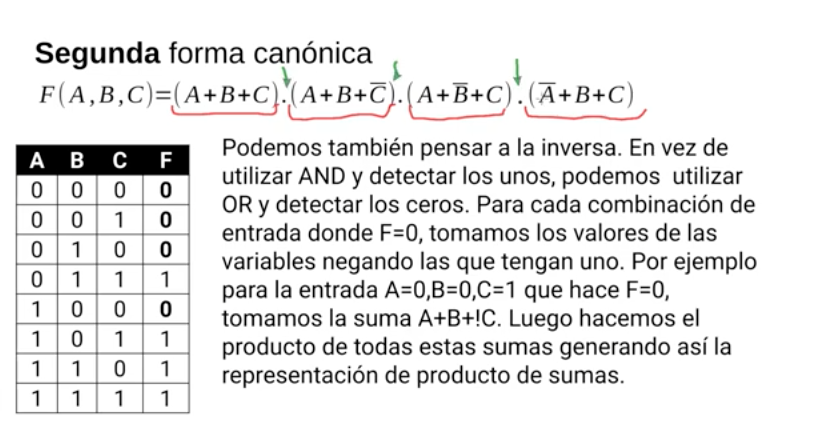 Segunda forma canónica
F(A,B,C)=(A+B+C).(A+B+C̅).(A+B̅+C).(A̅+B+C)
A B C F
0 0 0 0
0 0 1 0
0 1 0 0
0 1 1 1
1 0 0 0
1 0 1 1
1 1 0 1
1 1 1 1
Podemos también pensar a la inversa. En vez de
utilizar AND y detectar los unos, podemos utilizar
OR y detectar los ceros. Para cada combinación de
entrada donde F=0, tomamos los valores de las
variables negando las que tengan uno. Por ejemplo
para la entrada A=0,B=0,C=1 que hace F=0,
tomamos la suma A+B+!C. Luego hacemos el
producto de todas estas sumas generando así la
representación de producto de sumas.